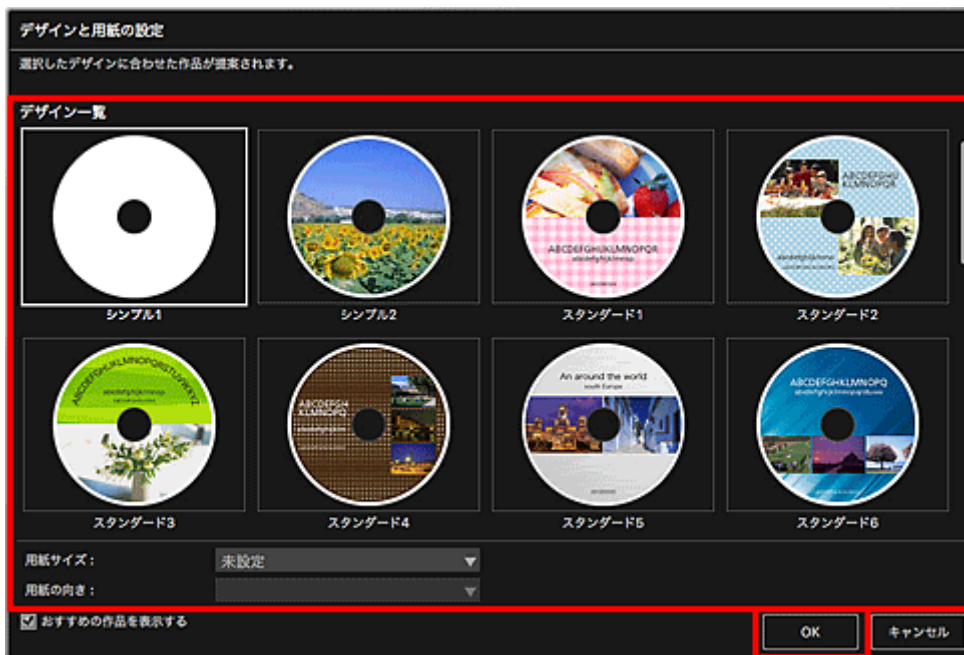 デザインと用紙の設定
選択したデザインに合わせた作品が提案されます。
デザイン一覧
ABCDEFGHIJKLMNOPQR
abcdefghijklmnop
ABCDEFGHIJ
KLMNOPQR
シンプル1
シンプル2
スタンダード1
スタンダード2
ABCDEFGHIJKLMNOPQRSTUVWXYZ
ABCDEFGH
IJKLMNOPQ
An around the world
south Europe
ABCDEFGHIJKLMNOPQ
スタンダード3
スタンダード4
スタンダード5
スタンダード6
用紙サイズ：
未設定
用紙の向き：
おすすめの作品を表示する
OK
キャンセル